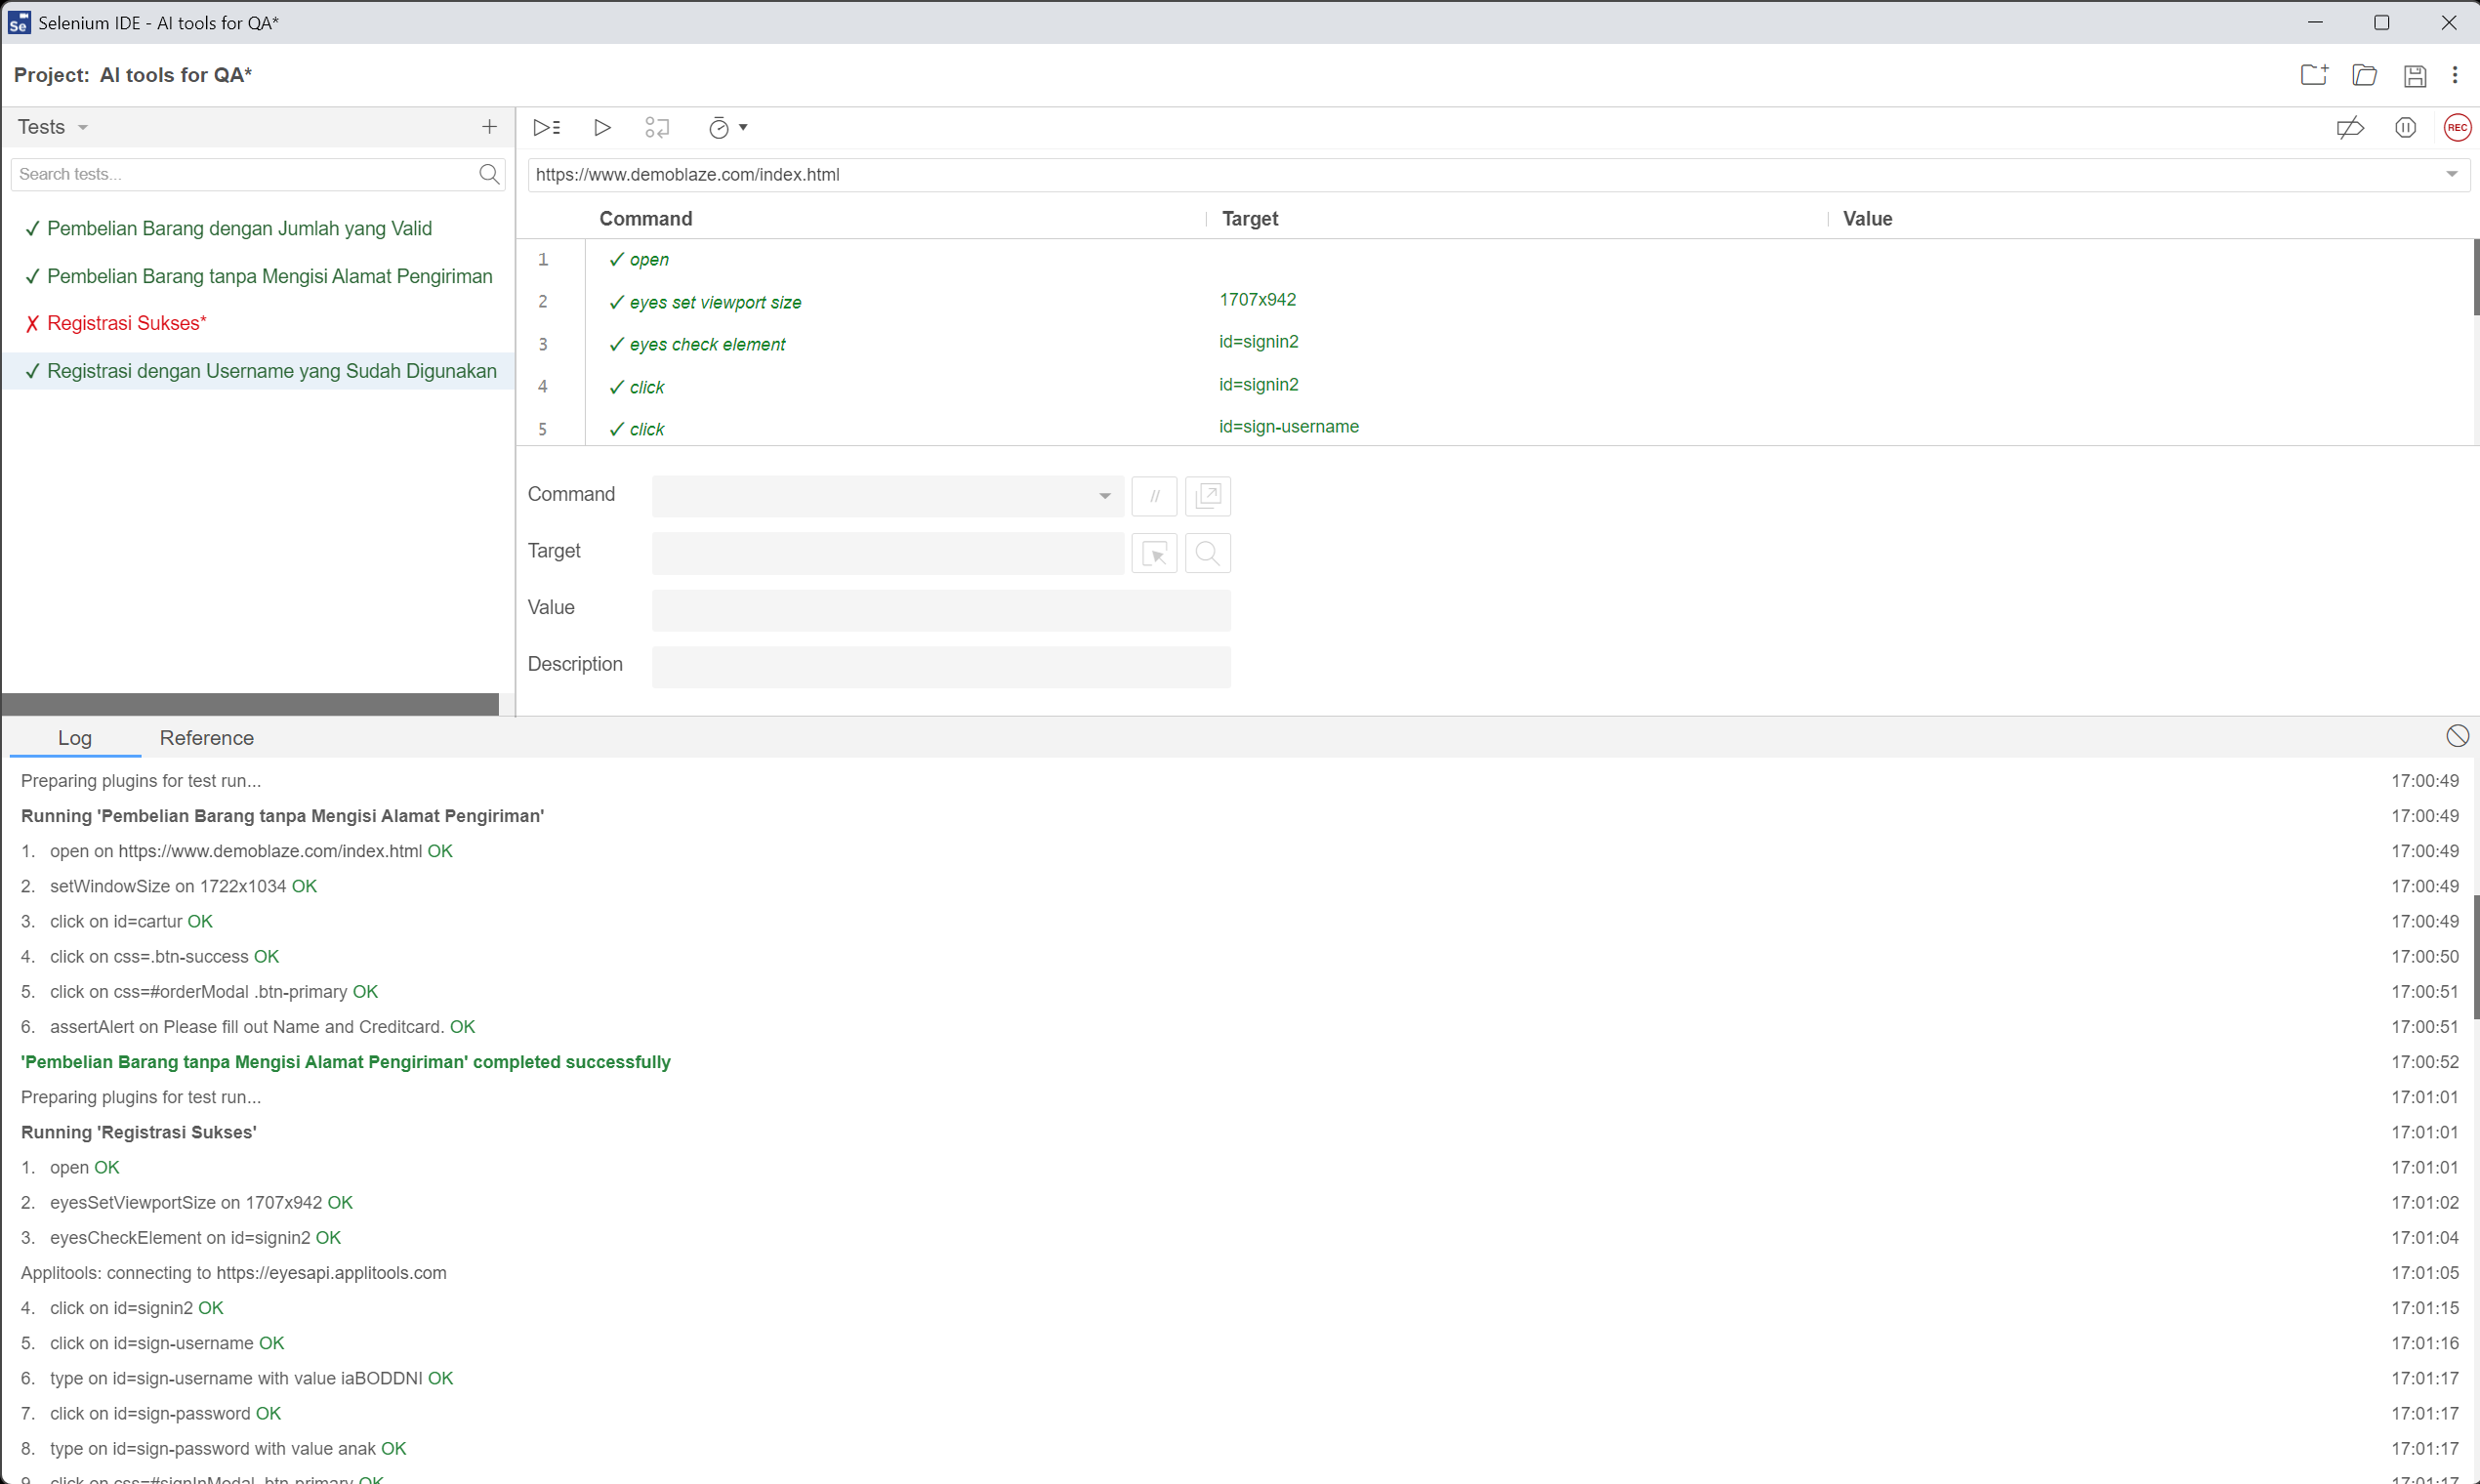 Selenium IDE - AI tools for QA*
Project: AI tools for QA*
Tests
Search tests...
✓ Pembelian Barang dengan Jumlah yang Valid
✓ Pembelian Barang tanpa Mengisi Alamat Pengiriman
✗ Registrasi Sukses*
✓ Registrasi dengan Username yang Sudah Digunakan
REC
https://www.demoblaze.com/index.html
Command Target Value
1 ✓ open
2 ✓ eyes set viewport size 1707x942
3 ✓ eyes check element id=signin2
4 ✓ click id=signin2
5 ✓ click id=sign-username
Command //
Target
Value
Description
Log Reference
Preparing plugins for test run... 17:00:49
Running 'Pembelian Barang tanpa Mengisi Alamat Pengiriman' 17:00:49
1. open on https://www.demoblaze.com/index.html OK 17:00:49
2. setWindowSize on 1722x1034 OK 17:00:49
3. click on id=cartur OK 17:00:49
4. click on css=.btn-success OK 17:00:50
5. click on css=#orderModal .btn-primary OK 17:00:51
6. assertAlert on Please fill out Name and Creditcard. OK 17:00:51
'Pembelian Barang tanpa Mengisi Alamat Pengiriman' completed successfully 17:00:52
Preparing plugins for test run... 17:01:01
Running 'Registrasi Sukses' 17:01:01
1. open OK 17:01:01
2. eyesSetViewportSize on 1707x942 OK 17:01:02
3. eyesCheckElement on id=signin2 OK 17:01:04
Applitools: connecting to https://eyesapi.applitools.com 17:01:05
4. click on id=signin2 OK 17:01:15
5. click on id=sign-username OK 17:01:16
6. type on id=sign-username with value iaBODDNI OK 17:01:17
7. click on id=sign-password OK 17:01:17
8. type on id=sign-password with value anak OK 17:01:17
9. click on css=#signInModal .btn-primary OK 17:01:17